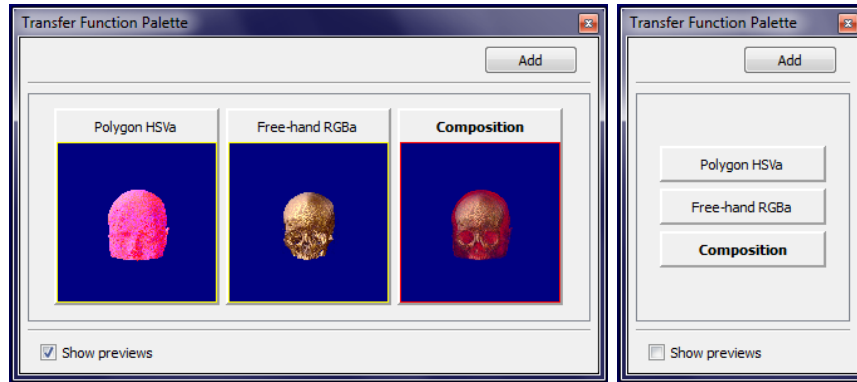 Transfer Function Palette
Add
Polygon HSVa
Free-hand RGBa
Composition
Show previews
Transfer Function Palette
Add
Polygon HSVa
Free-hand RGBa
Composition
Show previews